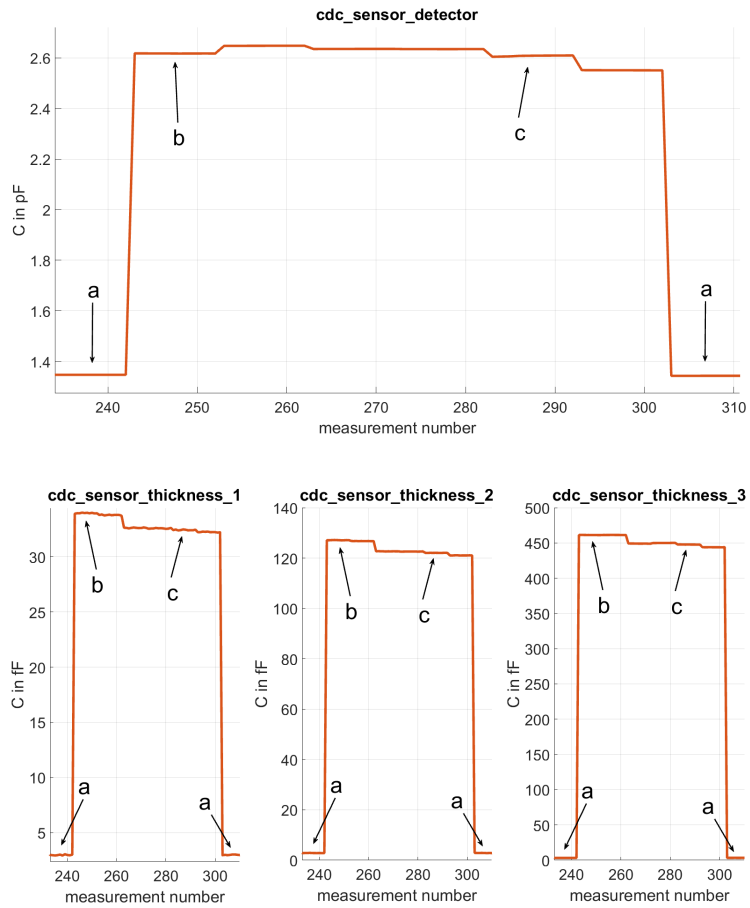 cdc_sensor_detector
2.6
2.4
2.2
2
1.8
1.6
1.4
C in pF
a
b
c
a
240 250 260 270 280 290 300 310
measurement number
cdc_sensor_thickness_1
30
25
20
15
10
5
C in fF
b
c
a
a
240 260 280 300
measurement number
cdc_sensor_thickness_2
140
120
100
80
60
40
20
0
C in fF
b
c
a
a
240 260 280 300
measurement number
cdc_sensor_thickness_3
500
450
400
350
300
250
200
150
100
50
0
C in fF
b
c
a
a
240 260 280 300
measurement number